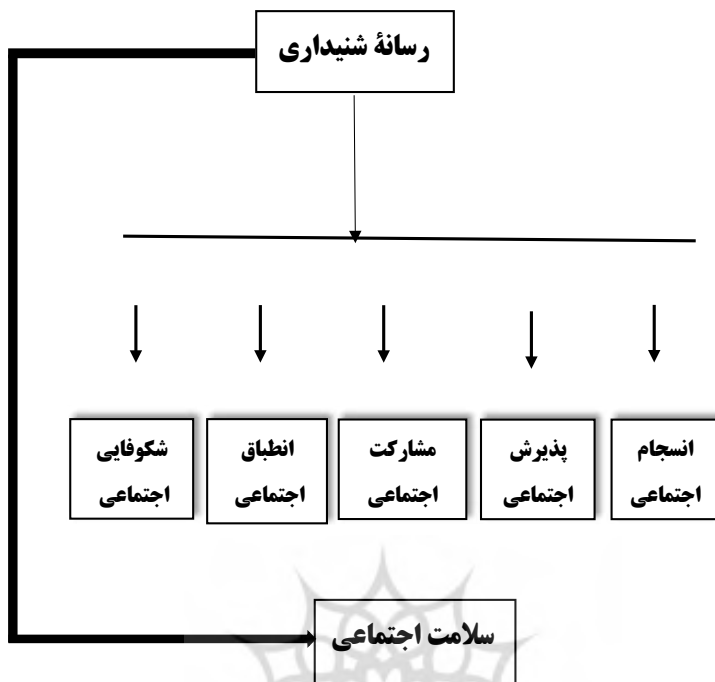 رسانهٔ شنیداری
انسجام
اجتماعی
پذیرش
اجتماعی
مشارکت
اجتماعی
انطباق
اجتماعی
شکوفایی
اجتماعی
سلامت اجتماعی